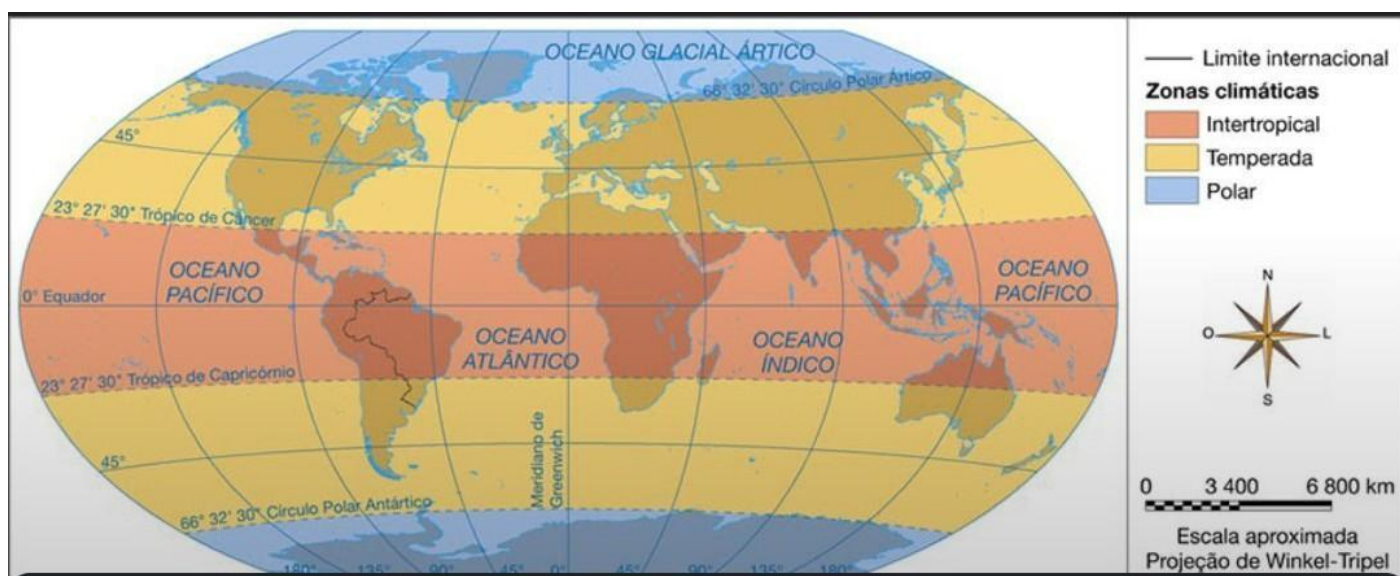 OCEANO GLACIAL ÁRTICO
66° 32' 30" Círculo Polar Ártico
45°
23° 27' 30" Trópico de Câncer
OCEANO
PACÍFICO
OCEANO
PACÍFICO
0° Equador
OCEANO
ATLÂNTICO
OCEANO
ÍNDICO
23° 27' 30" Trópico de Capricórnio
45°
Meridiano de
Greenwich
66° 32' 30" Círculo Polar Antártico
180° 135° 45° 0° 45° 90° 135° 180°
Limite internacional
Zonas climáticas
Intertropical
Temperada
Polar
N
O L
S
0 3 400 6 800 km
Escala aproximada
Projeção de Winkel-Tripel